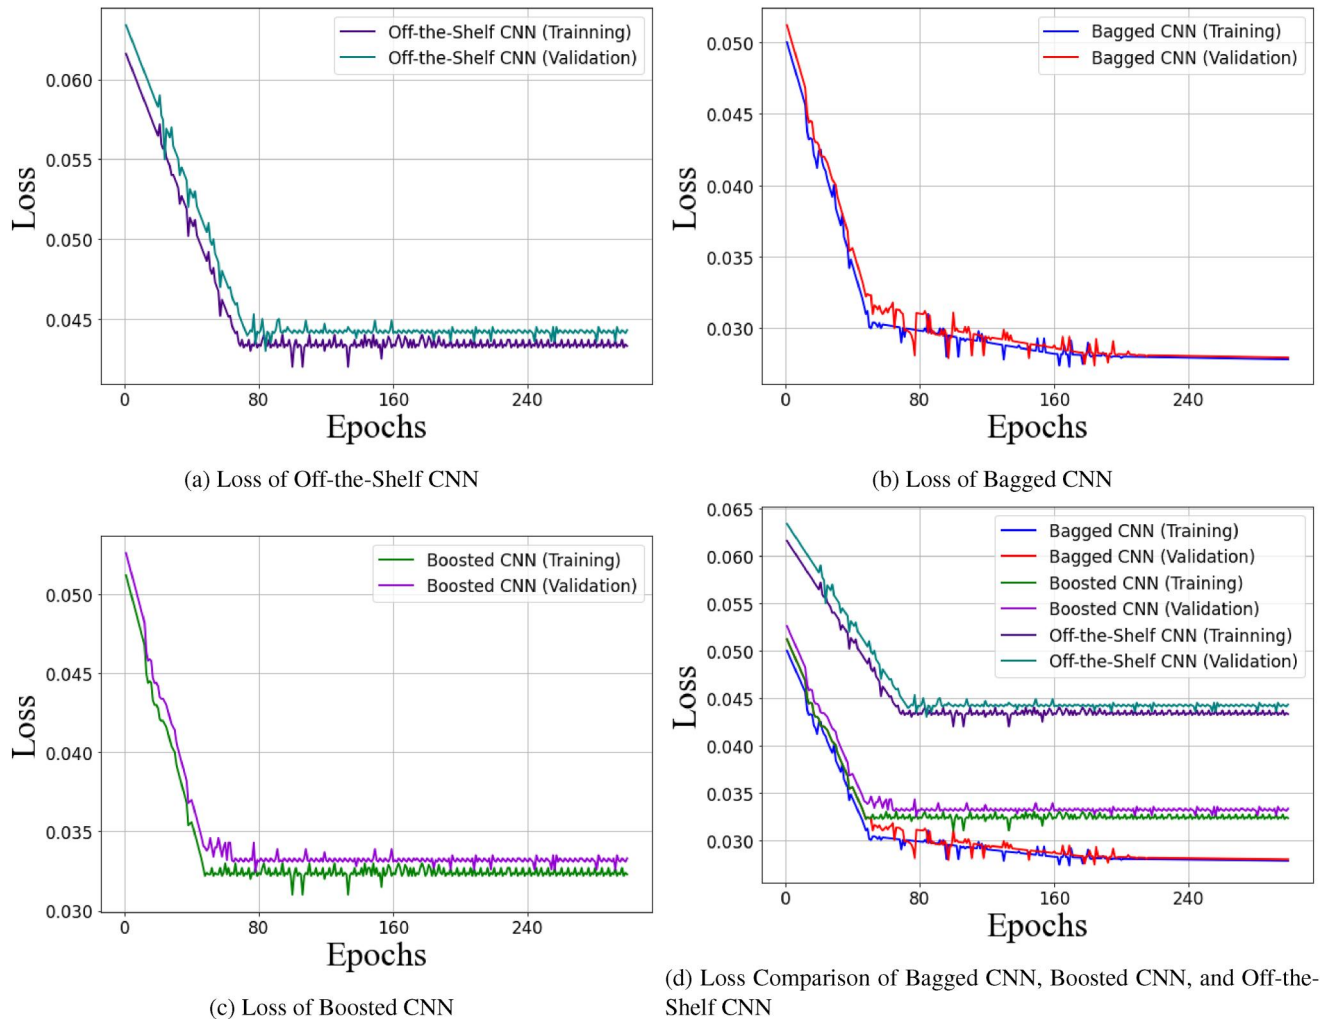 Off-the-Shelf CNN (Trainning)
Off-the-Shelf CNN (Validation)
0.060
0.055
0.050
0.045
Loss
0 80 160 240
Epochs
(a) Loss of Off-the-Shelf CNN
Bagged CNN (Training)
Bagged CNN (Validation)
0.050
0.045
0.040
0.035
0.030
Loss
0 80 160 240
Epochs
(b) Loss of Bagged CNN
Boosted CNN (Training)
Boosted CNN (Validation)
0.050
0.045
0.040
0.035
0.030
Loss
0 80 160 240
Epochs
(c) Loss of Boosted CNN
Bagged CNN (Training)
Bagged CNN (Validation)
Boosted CNN (Training)
Boosted CNN (Validation)
Off-the-Shelf CNN (Trainning)
Off-the-Shelf CNN (Validation)
0.065
0.060
0.055
0.050
0.045
0.040
0.035
0.030
Loss
0 80 160 240
Epochs
(d) Loss Comparison of Bagged CNN, Boosted CNN, and Off-the-
Shelf CNN